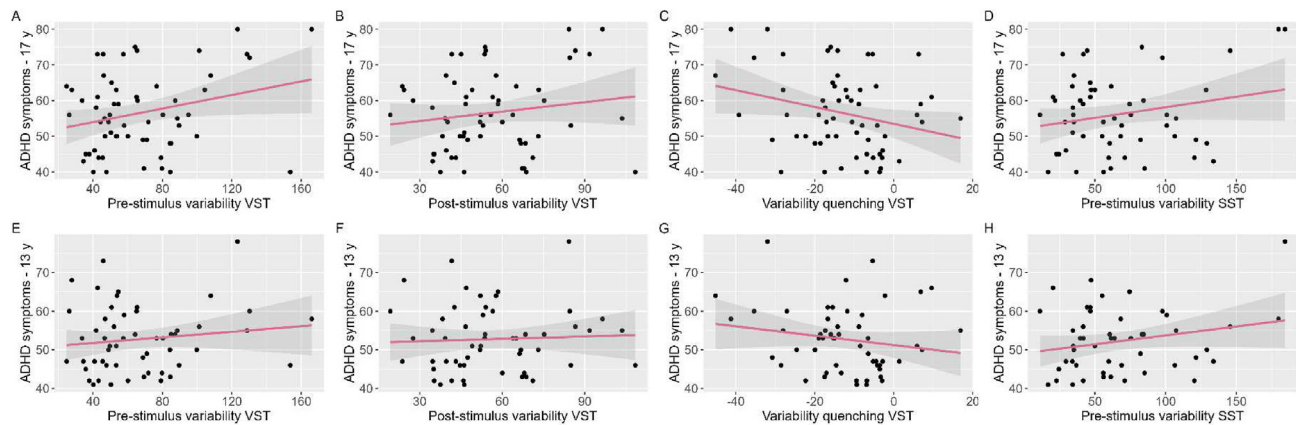 A
B
C
D
ADHD symptoms - 17 y
80
70
60
50
40
40
80
120
160
Pre-stimulus variability VST
ADHD symptoms - 17 y
80
70
60
50
40
30
60
90
Post-stimulus variability VST
ADHD symptoms - 17 y
80
70
60
50
40
-40
-20
0
20
Variability quenching VST
ADHD symptoms - 17 y
80
70
60
50
40
50
100
150
Pre-stimulus variability SST
E
F
G
H
ADHD symptoms - 13 y
70
60
50
40
40
80
120
160
Pre-stimulus variability VST
ADHD symptoms - 13 y
70
60
50
40
30
60
90
Post-stimulus variability VST
ADHD symptoms - 13 y
70
60
50
40
-40
-20
0
20
Variability quenching VST
ADHD symptoms - 13 y
70
60
50
40
50
100
150
Pre-stimulus variability SST